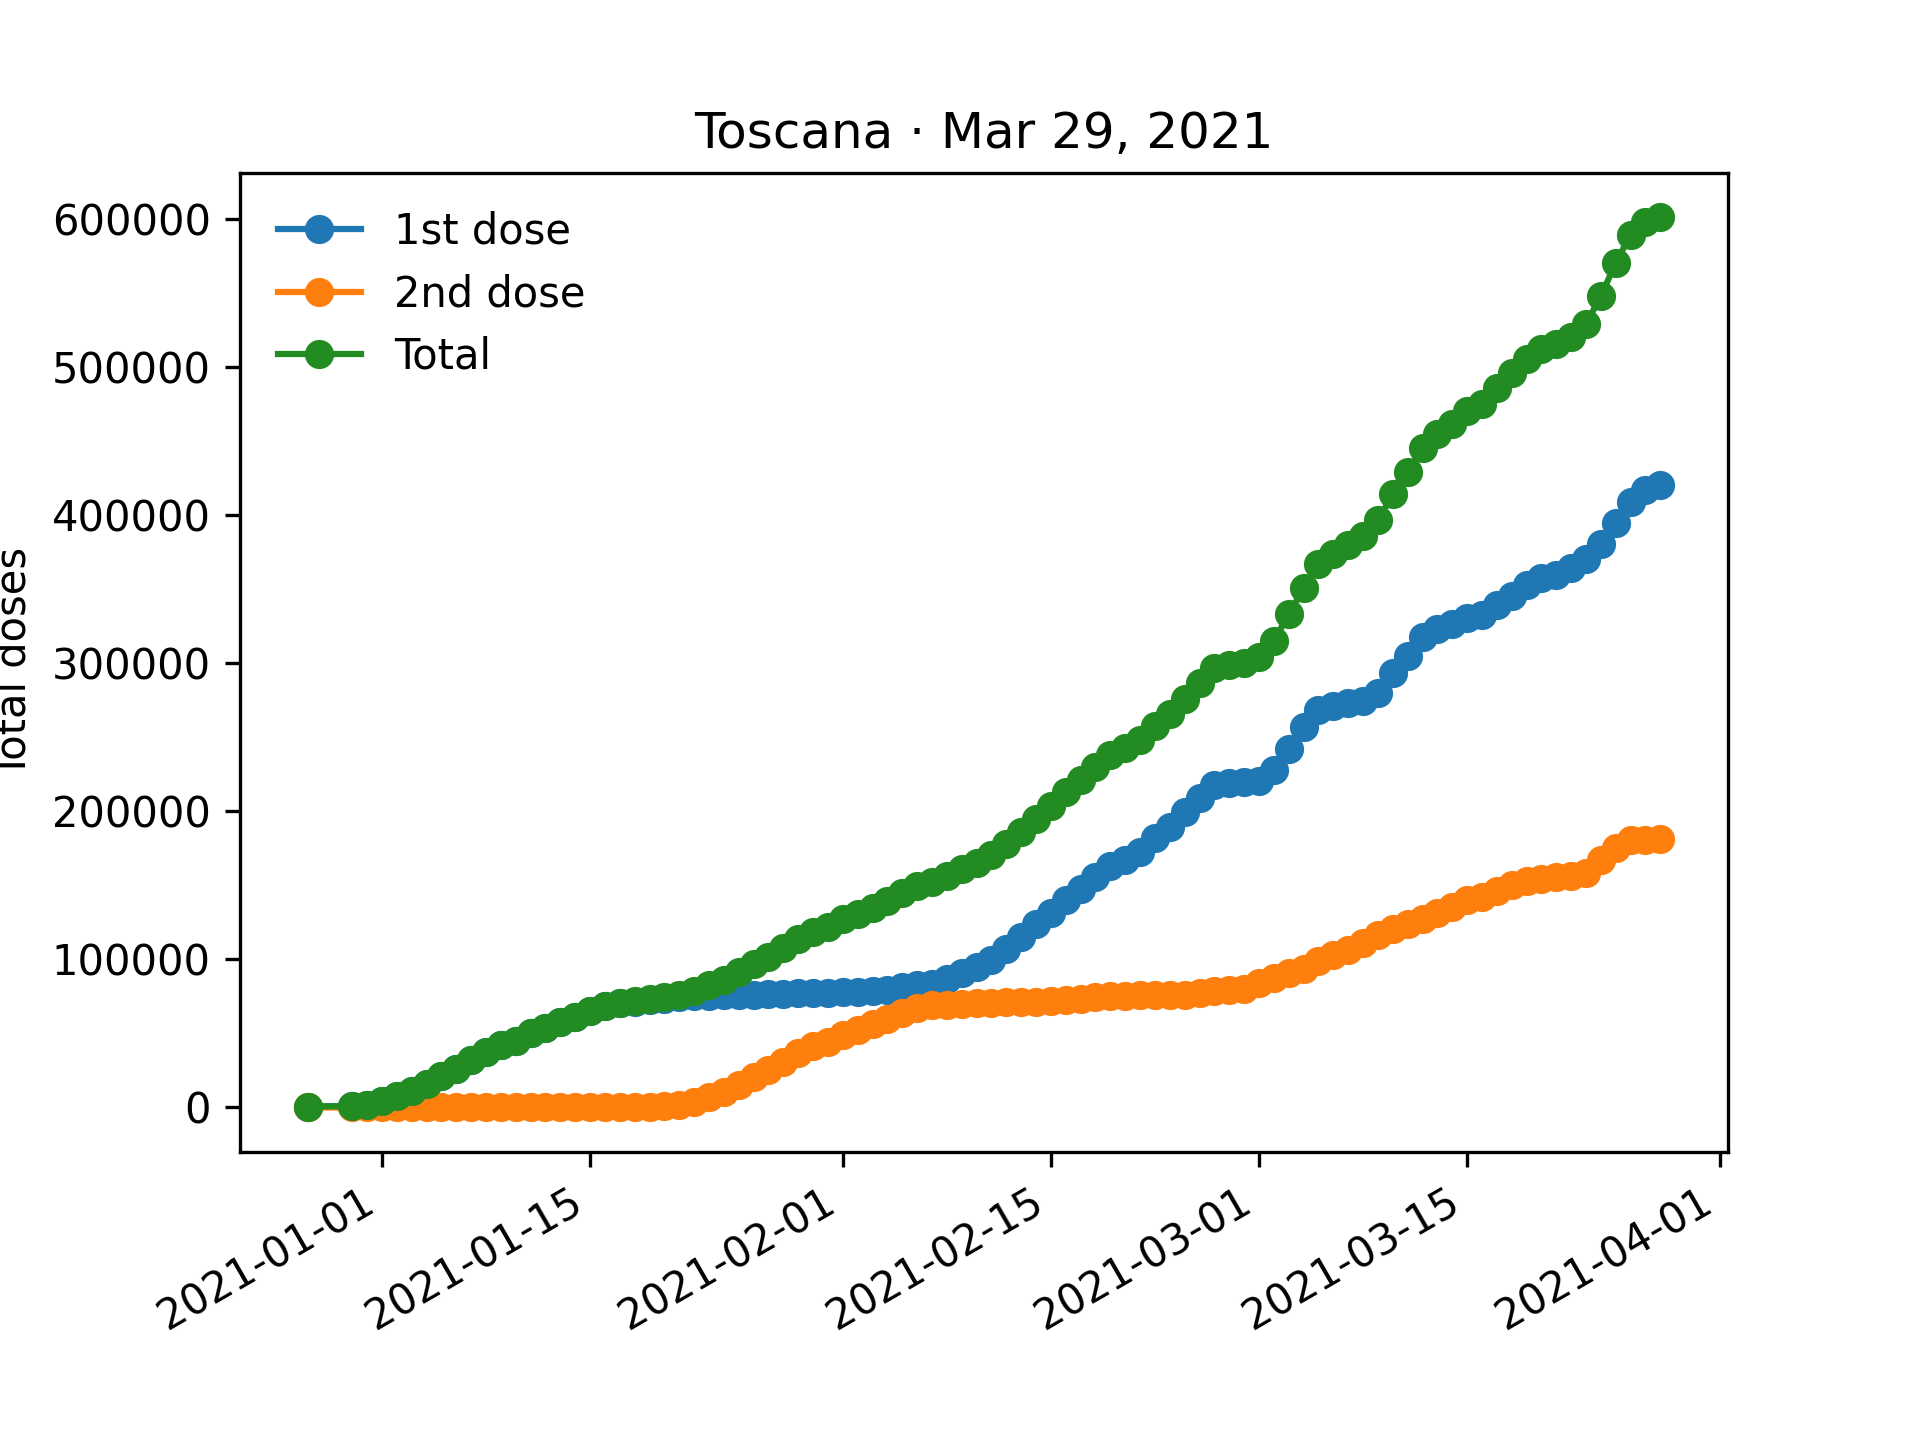 Toscana · Mar 29, 2021
1st dose
2nd dose
Total
600000
500000
400000
300000
200000
100000
0
Total doses
2021-01-01
2021-01-15
2021-02-01
2021-02-15
2021-03-01
2021-03-15
2021-04-01